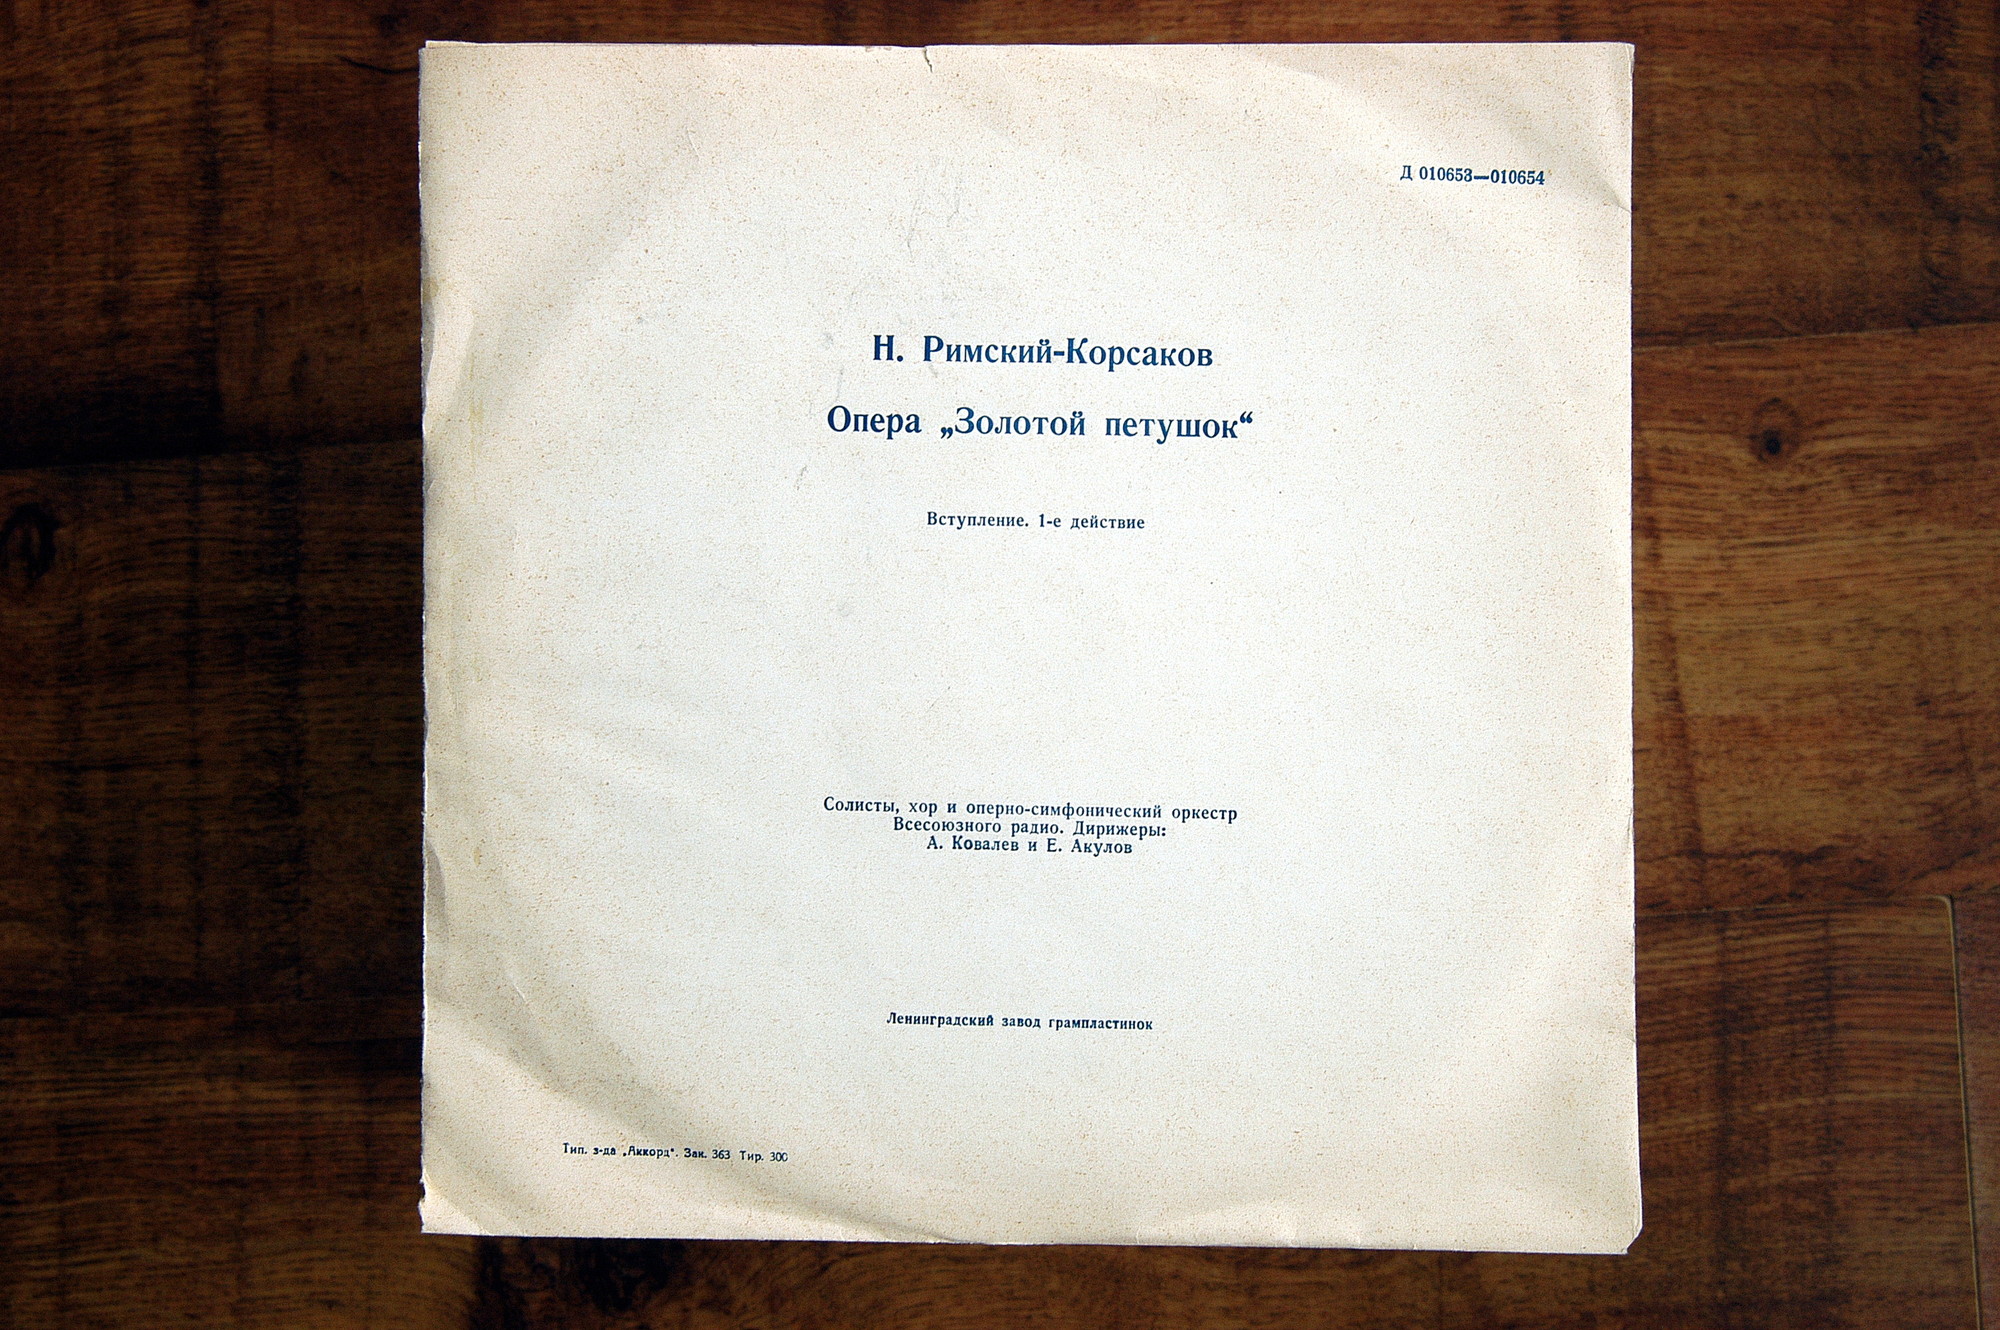 Д 010653—010654
Н. Римский-Корсаков
Опера „Золотой петушок“
Вступление. 1-е действие
Солисты, хор и оперно-симфонический оркестр
Всесоюзного радио. Дирижеры:
А. Ковалев и Е. Акулов
Ленинградский завод грампластинок
Тип. з-да „Аккорд“. Зак. 363 Тир. 300